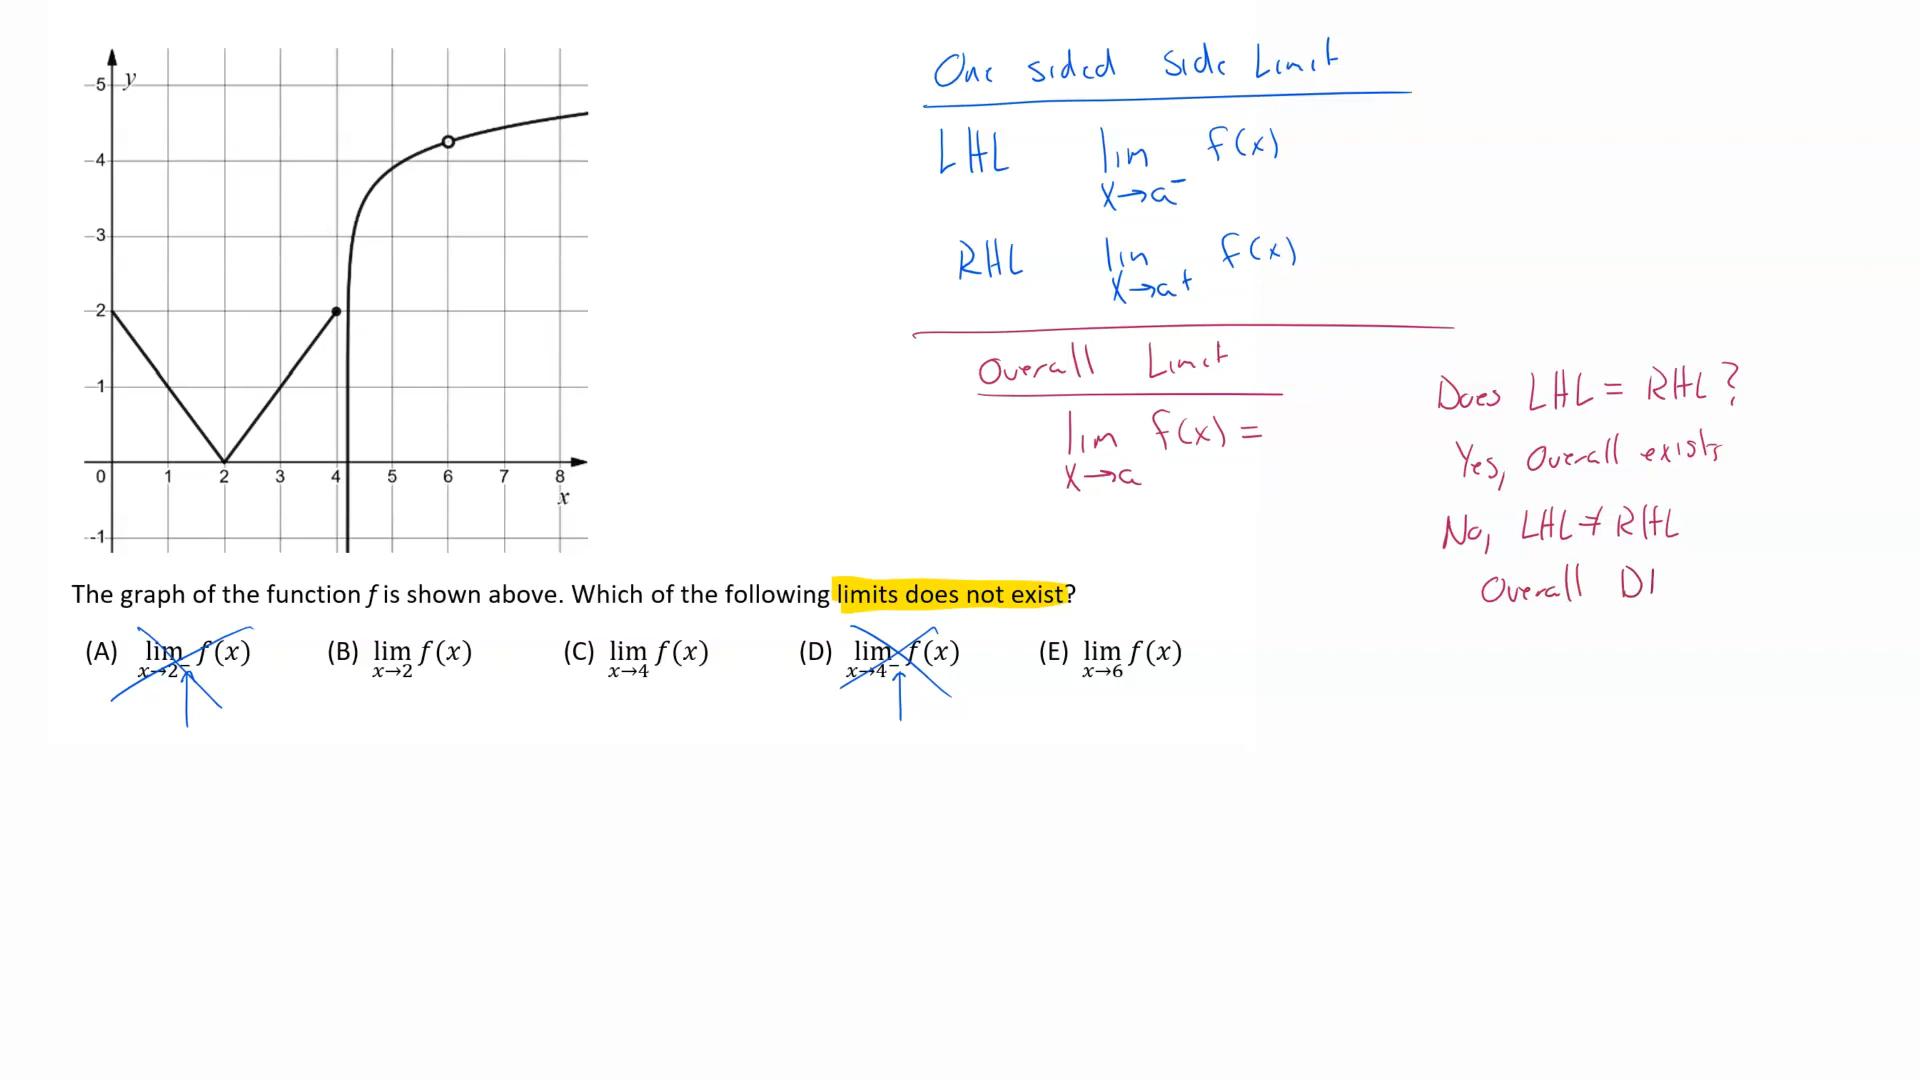 y
5
4
3
2
1
-1
0 1 2 3 4 5 6 7 8
x
One sided side Limit
LHL lim f(x)
x→a⁻
RHL lim f(x)
x→a⁺
Overall Limit
lim f(x) =
x→a
Does LHL = RHL?
Yes, Overall exists
No, LHL ≠ RHL
Overall DI
The graph of the function f is shown above. Which of the following limits does not exist?
(A) lim f(x) (B) lim f(x) (C) lim f(x) (D) lim f(x) (E) lim f(x)
x→2⁻ x→2 x→4 x→4⁻ x→6